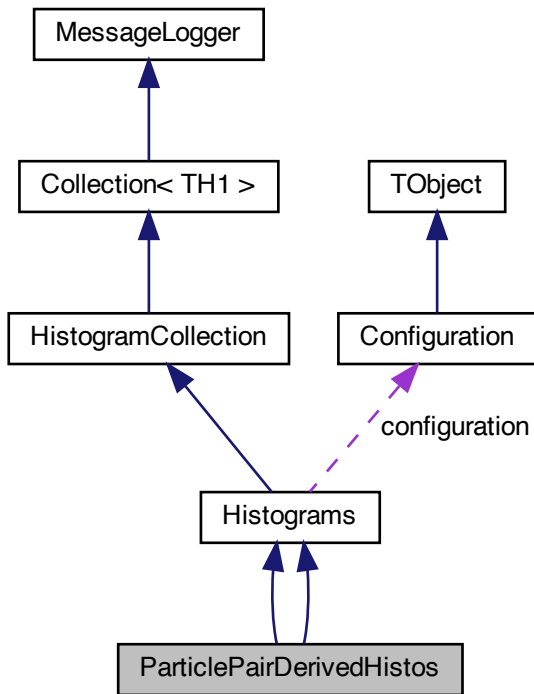 MessageLogger
Collection< TH1 >
TObject
HistogramCollection
Configuration
configuration
Histograms
ParticlePairDerivedHistos